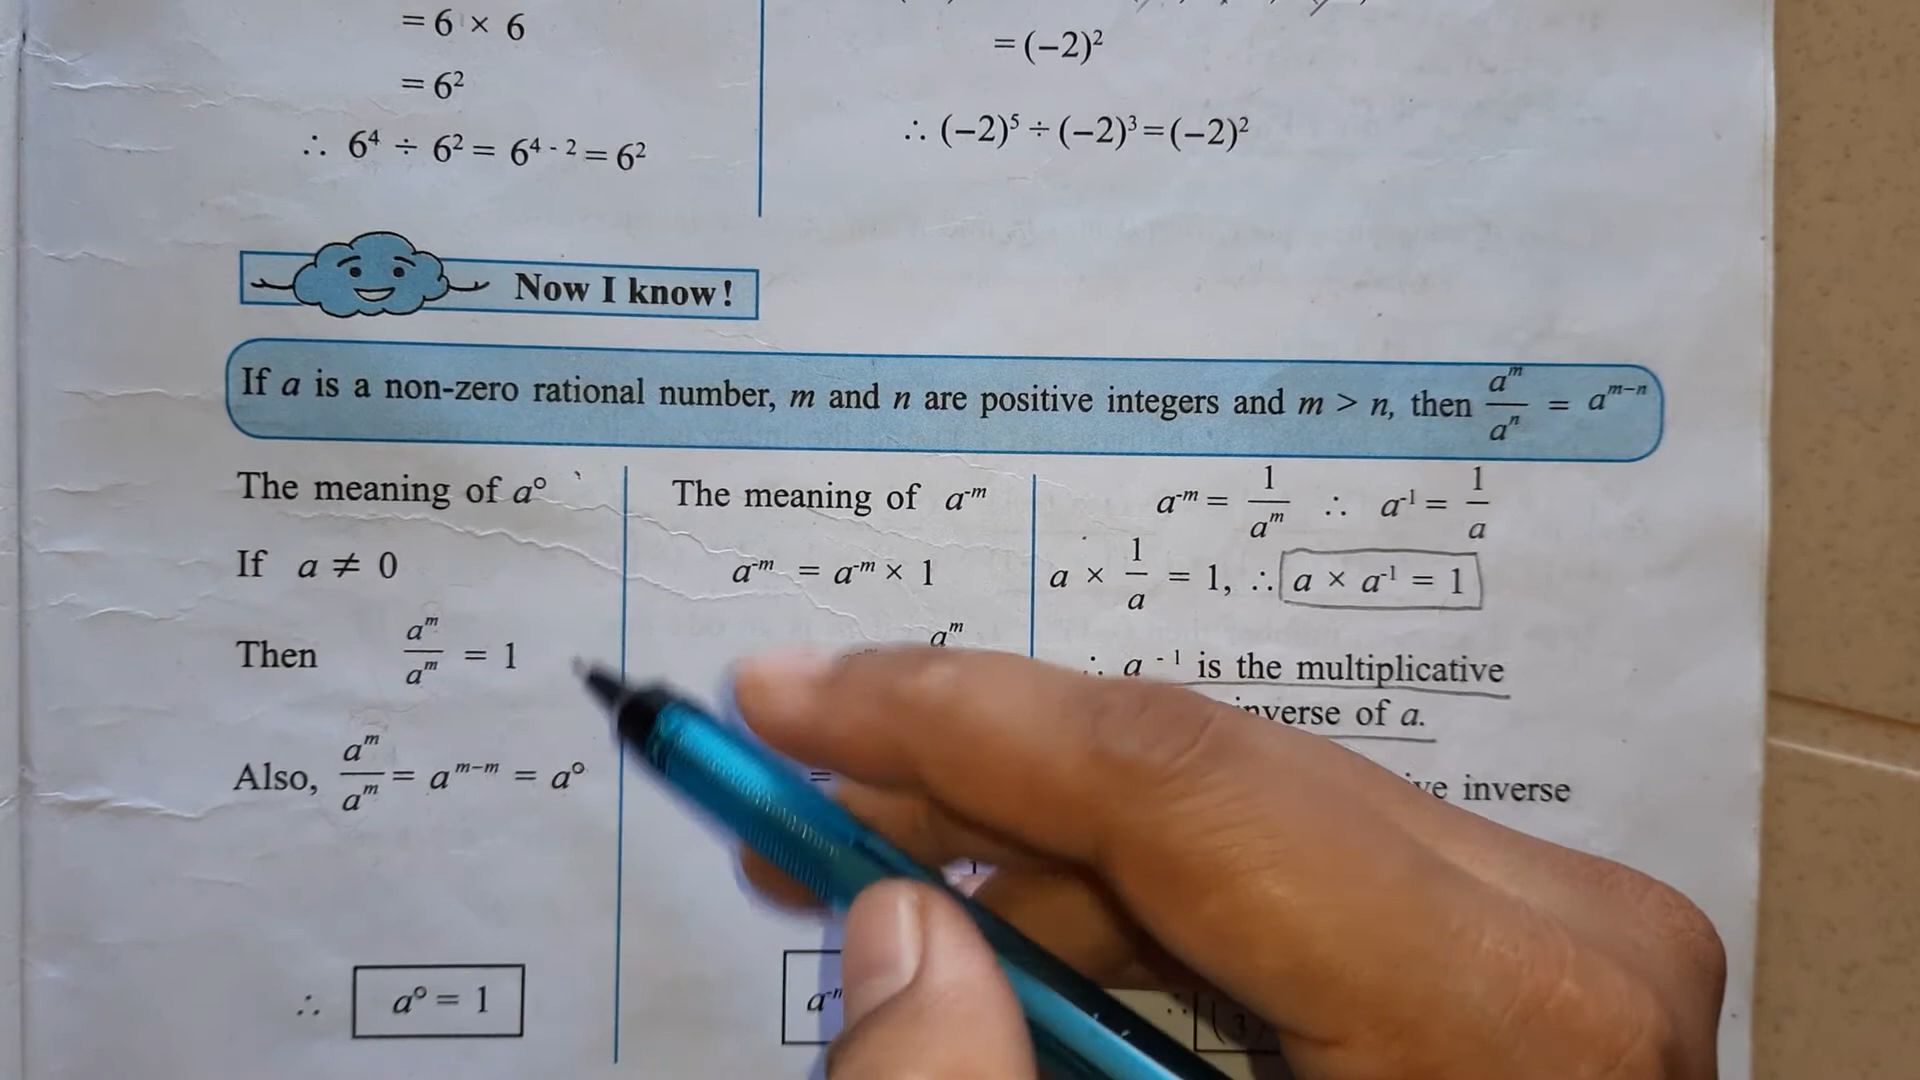 = 6 × 6
= 6²
∴ 6⁴ ÷ 6² = 6⁴ ⁻ ² = 6²
= (−2)²
∴ (−2)⁵ ÷ (−2)³ = (−2)²
Now I know!
If a is a non-zero rational number, m and n are positive integers and m > n, then aᵐ/aⁿ = aᵐ⁻ⁿ
The meaning of a⁰
If a ≠ 0
Then aᵐ/aᵐ = 1
Also, aᵐ/aᵐ = aᵐ⁻ᵐ = a⁰
∴ a⁰ = 1
The meaning of a⁻ᵐ
a⁻ᵐ = a⁻ᵐ × 1
aᵐ
=
a⁻ᵐ = 1/aᵐ ∴ a⁻¹ = 1/a
a × 1/a = 1, ∴ a × a⁻¹ = 1
∴ a⁻¹ is the multiplicative
inverse of a.
inverse